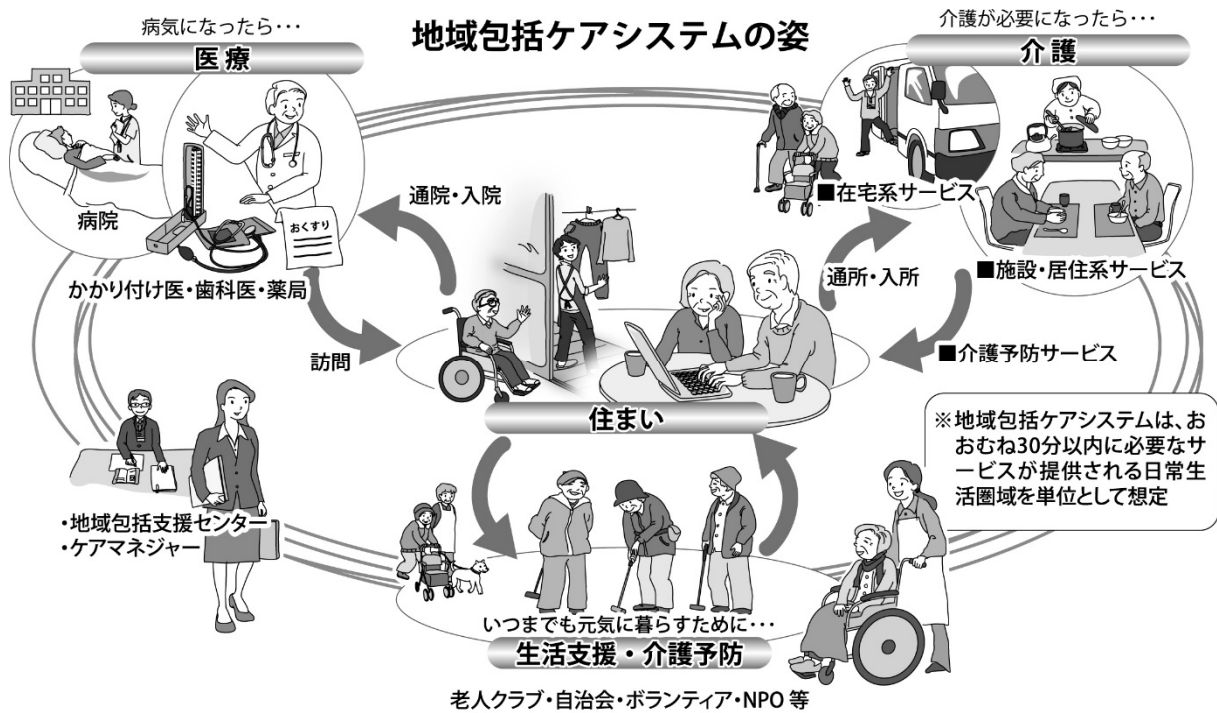 地域包括ケアシステムの姿
病気になったら･･･
医療
病院
おくすり
かかり付け医・歯科医・薬局
通院・入院
訪問
介護が必要になったら･･･
介護
■在宅系サービス
■施設・居住系サービス
通所・入所
■介護予防サービス
住まい
※地域包括ケアシステムは、お
おむね30分以内に必要なサ
ービスが提供される日常生
活圏域を単位として想定
・地域包括支援センター
・ケアマネジャー
いつまでも元気に暮らすために･･･
生活支援・介護予防
老人クラブ・自治会・ボランティア・NPO 等